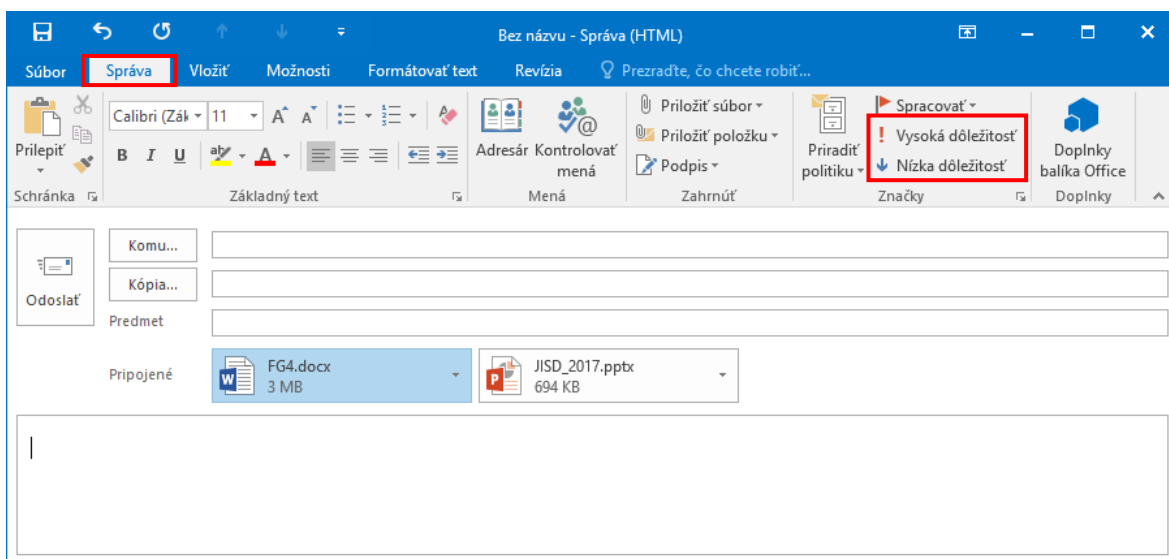 Bez názvu - Správa (HTML)
Súbor Správa Vložiť Možnosti Formátovať text Revízia Prezraďte, čo chcete robiť...
Prilepiť
Schránka
Calibri (Zák 11
B I U
Základný text
Adresár Kontrolovať mená
Mená
Priložiť súbor
Priložiť položku
Podpis
Zahrnúť
Priradiť politiku
Spracovať
Vysoká dôležitosť
Nízka dôležitosť
Značky
Doplnky
balíka Office
Doplnky
Odoslať
Komu...
Kópia...
Predmet
Pripojené
FG4.docx
3 MB
JISD_2017.pptx
694 KB